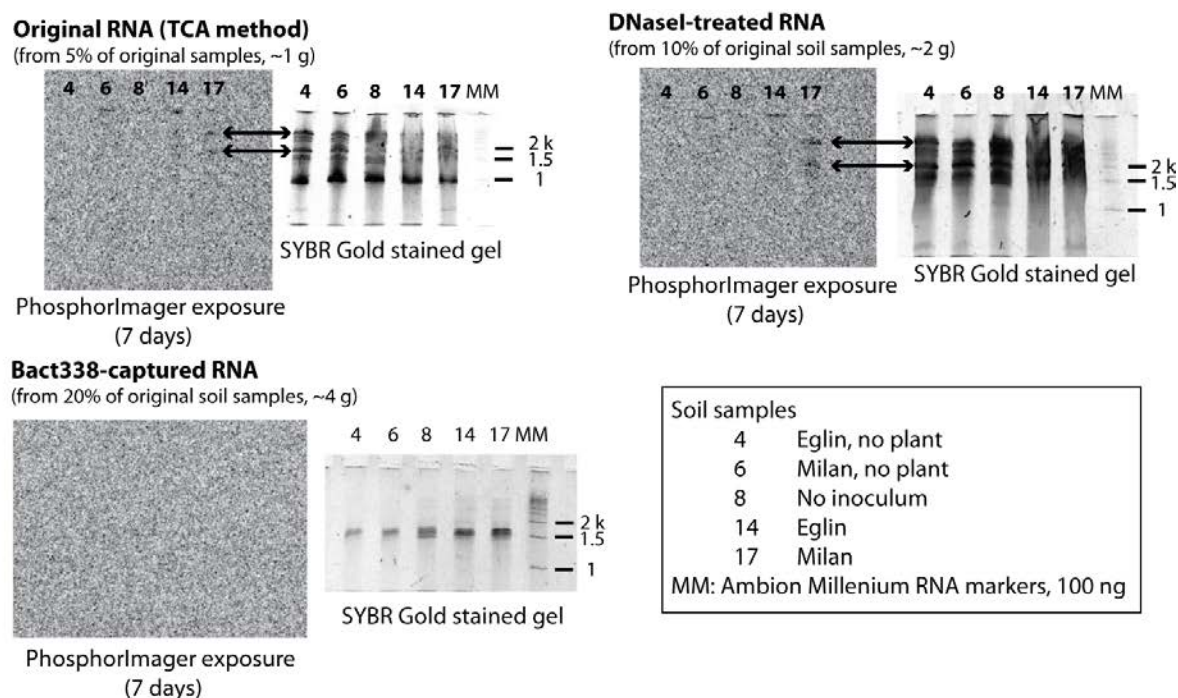 Original RNA (TCA method)
(from 5% of original samples, ~1 g)
4 6 8 14 17
4 6 8 14 17 MM
2 k
1.5
1
SYBR Gold stained gel
PhosphorImager exposure
(7 days)
DNaseI-treated RNA
(from 10% of original soil samples, ~2 g)
4 6 8 14 17
4 6 8 14 17 MM
2 k
1.5
1
SYBR Gold stained gel
PhosphorImager exposure
(7 days)
Bact338-captured RNA
(from 20% of original soil samples, ~4 g)
4 6 8 14 17 MM
2 k
1.5
1
SYBR Gold stained gel
PhosphorImager exposure
(7 days)
Soil samples
4 Eglin, no plant
6 Milan, no plant
8 No inoculum
14 Eglin
17 Milan
MM: Ambion Millenium RNA markers, 100 ng